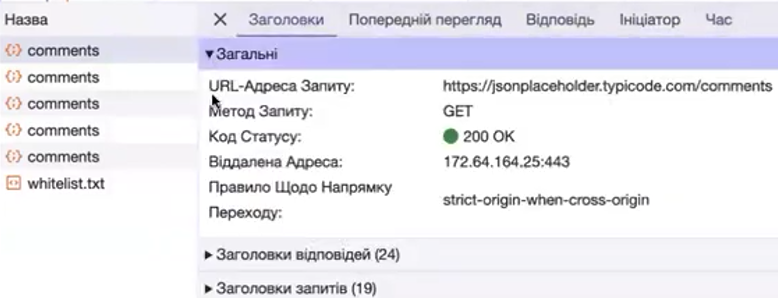 Назва
Заголовки Попередній перегляд Відповідь Ініціатор Час
comments
comments
comments
comments
comments
whitelist.txt
▼Загальні
URL-Адреса Запиту: https://jsonplaceholder.typicode.com/comments
Метод Запиту: GET
Код Статусу: 200 OK
Віддалена Адреса: 172.64.164.25:443
Правило Щодо Напрямку
Переходу: strict-origin-when-cross-origin
▶ Заголовки відповідей (24)
▶ Заголовки запитів (19)